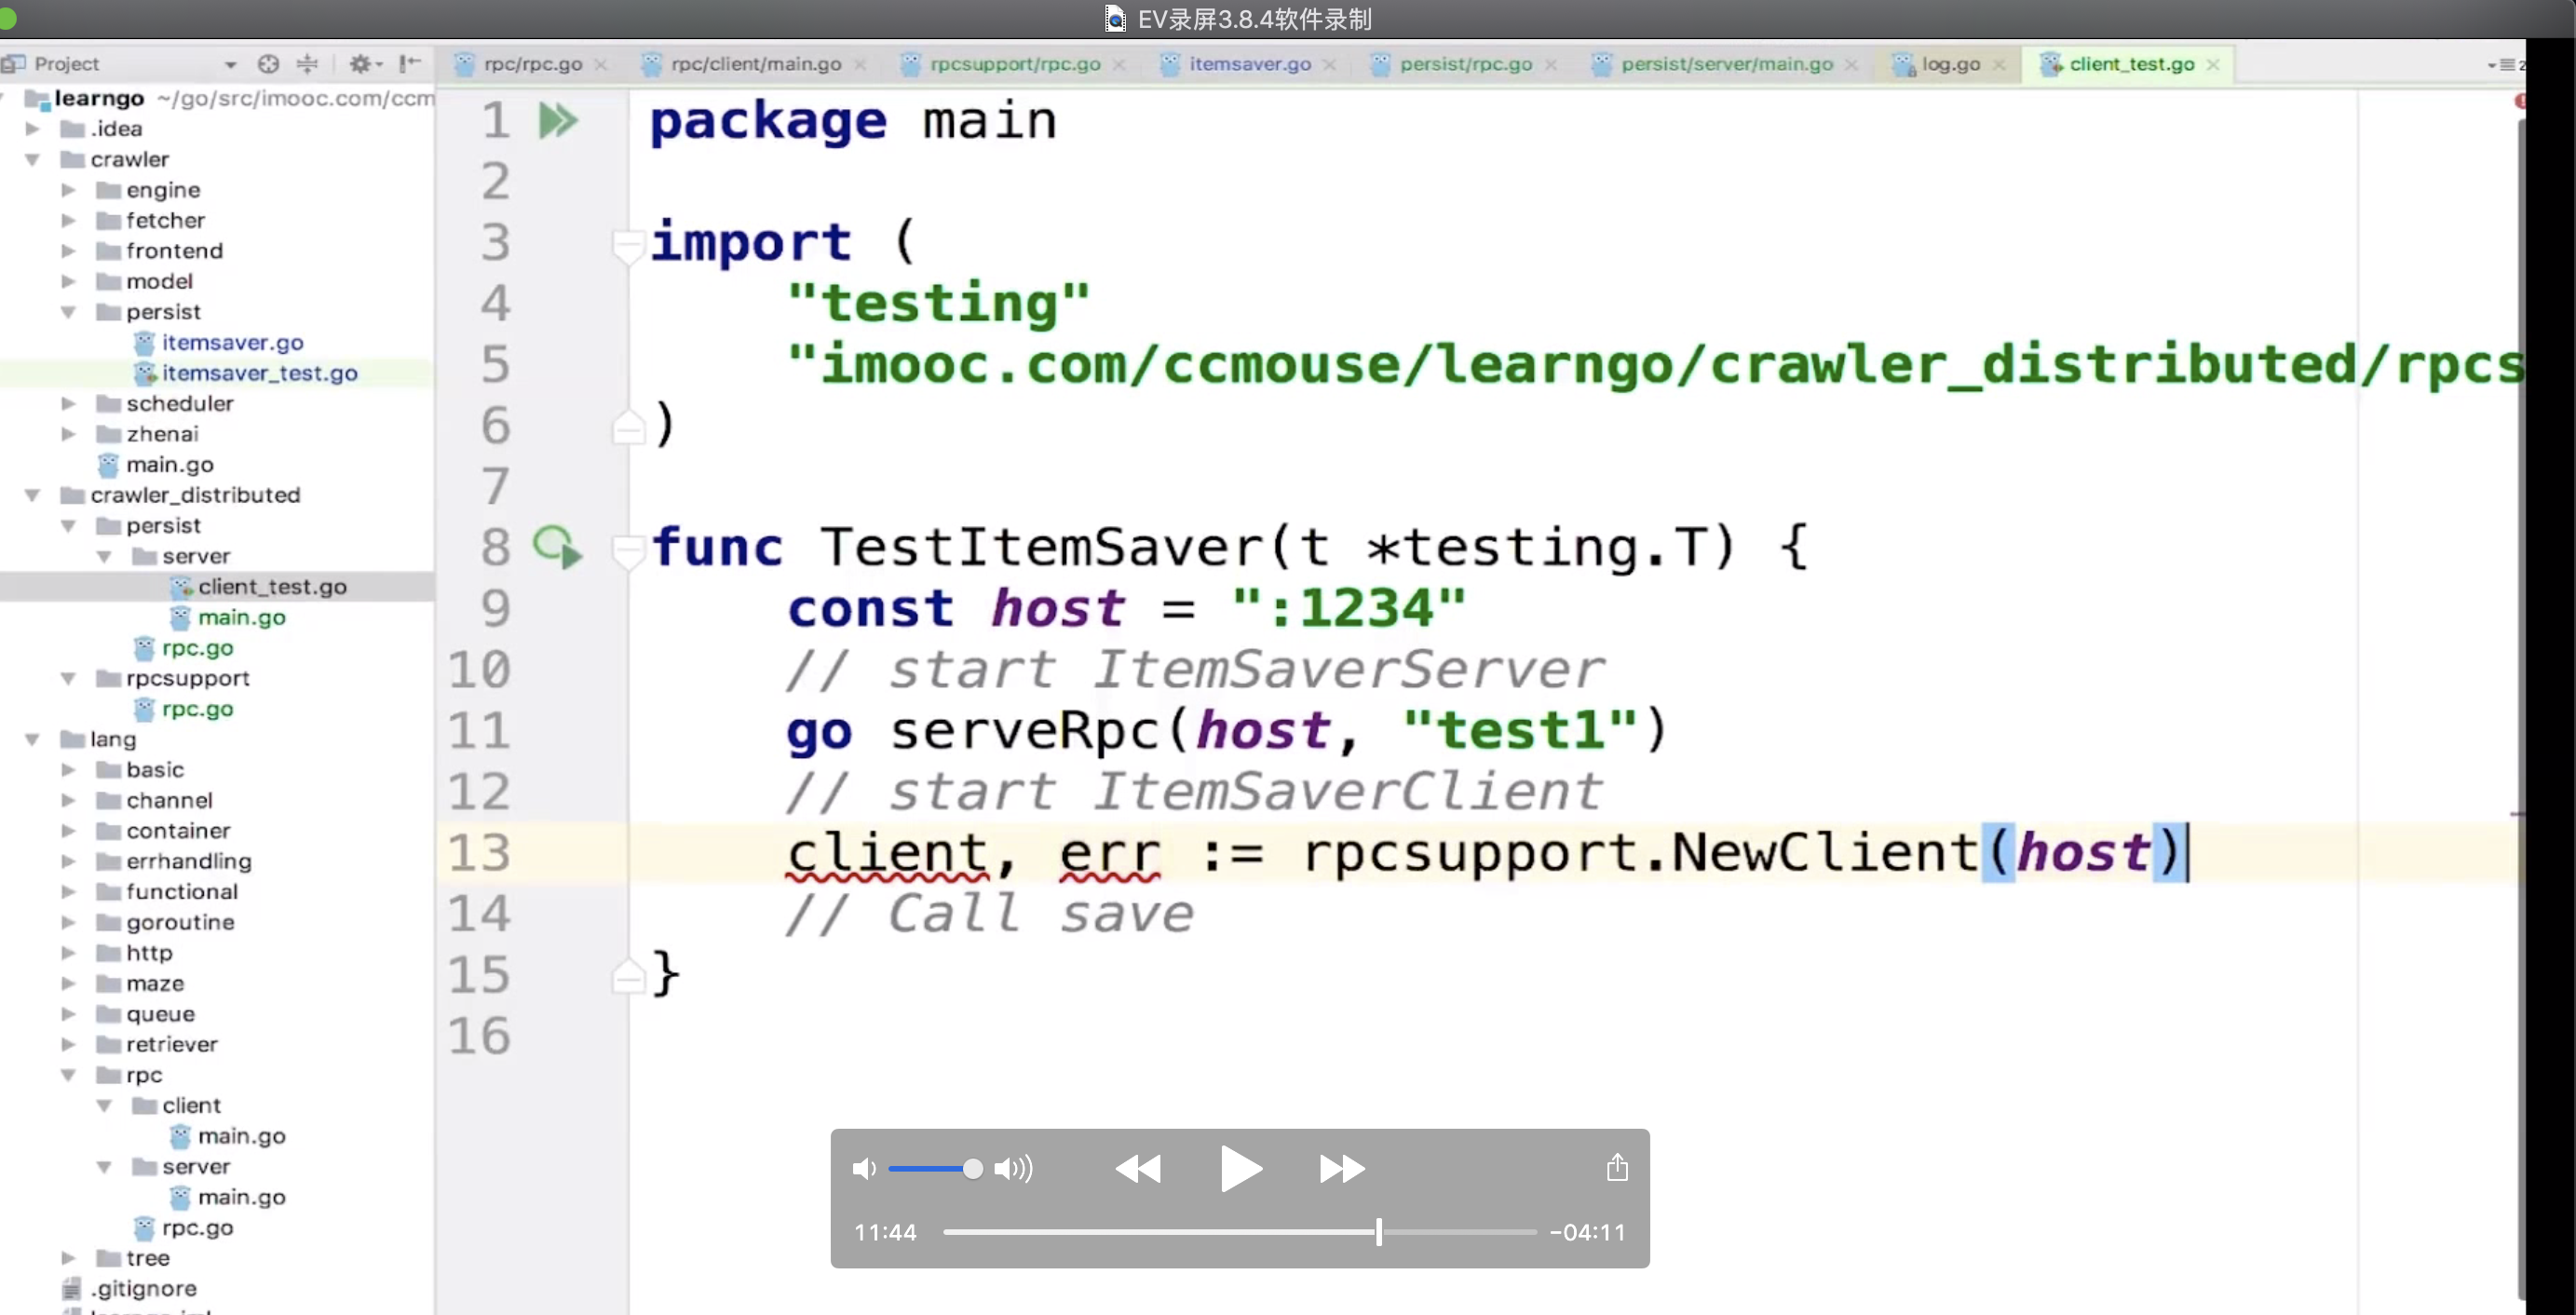 EV录屏3.8.4软件录制
Project
rpc/rpc.go
rpc/client/main.go
rpcsupport/rpc.go
itemsaver.go
persist/rpc.go
persist/server/main.go
log.go
client_test.go
learngo ~/go/src/imooc.com/ccm
.idea
crawler
engine
fetcher
frontend
model
persist
itemsaver.go
itemsaver_test.go
scheduler
zhenai
main.go
crawler_distributed
persist
server
client_test.go
main.go
rpc.go
rpcsupport
rpc.go
lang
basic
channel
container
errhandling
functional
goroutine
http
maze
queue
retriever
rpc
client
main.go
server
main.go
rpc.go
tree
.gitignore
1 package main
2
3 import (
4 "testing"
5 "imooc.com/ccmouse/learngo/crawler_distributed/rpcs
6 )
7
8 func TestItemSaver(t *testing.T) {
9 const host = ":1234"
10 // start ItemSaverServer
11 go serveRpc(host, "test1")
12 // start ItemSaverClient
13 client, err := rpcsupport.NewClient(host)
14 // Call save
15 }
16
11:44
-04:11